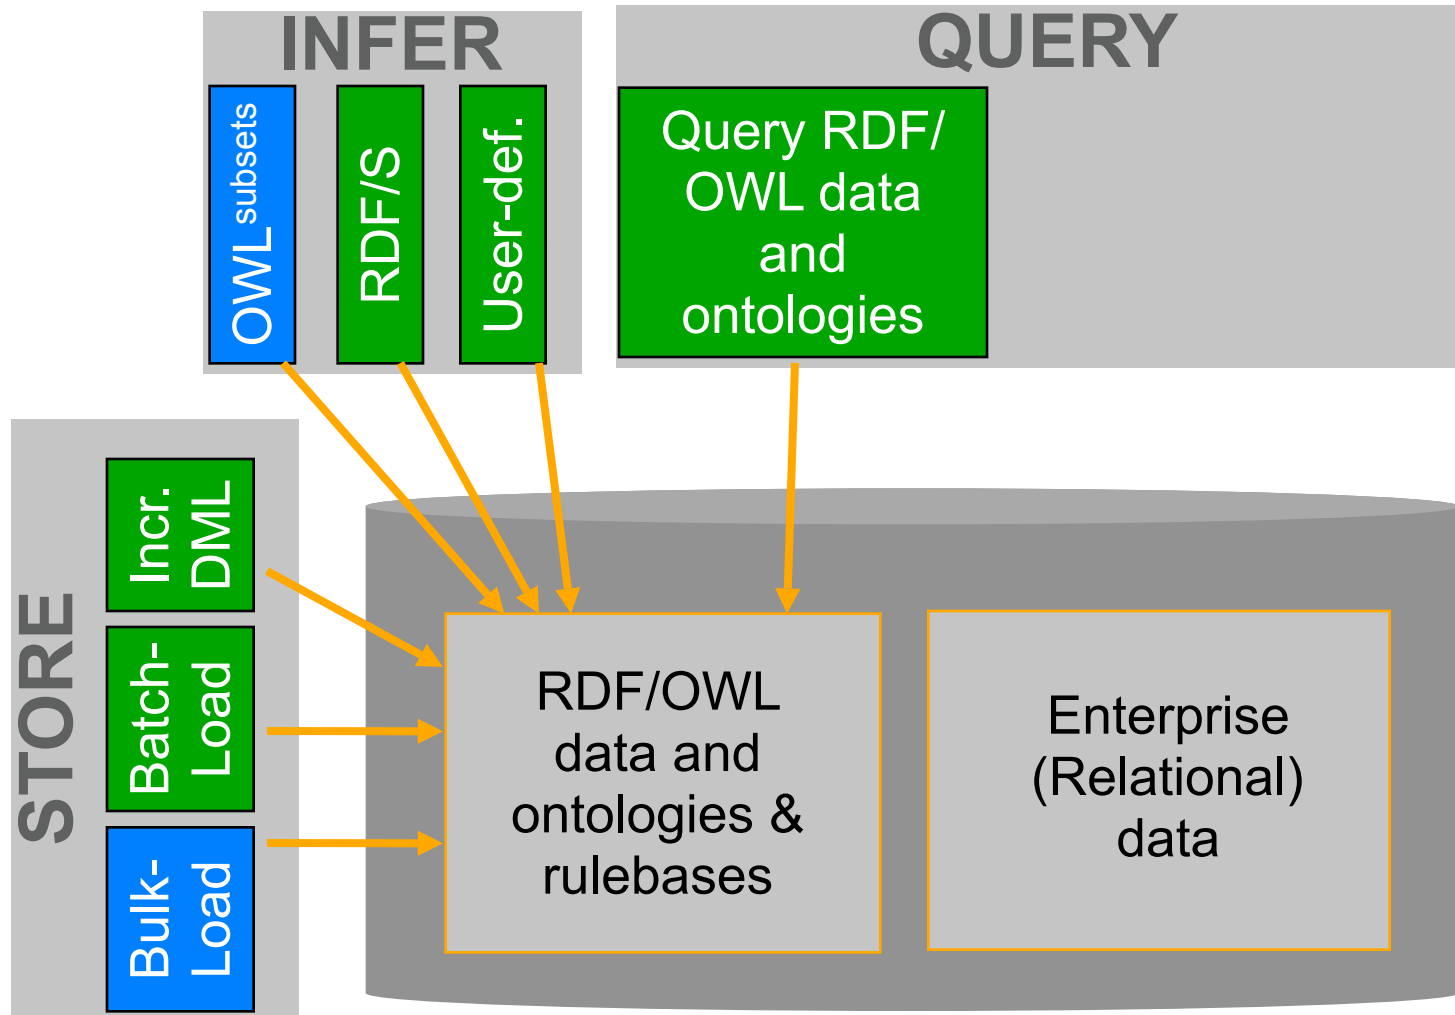 INFER
OWL subsets
RDF/S
User-def.
QUERY
Query RDF/
OWL data
and
ontologies
STORE
Incr.
DML
Batch-
Load
Bulk-
Load
RDF/OWL
data and
ontologies &
rulebases
Enterprise
(Relational)
data